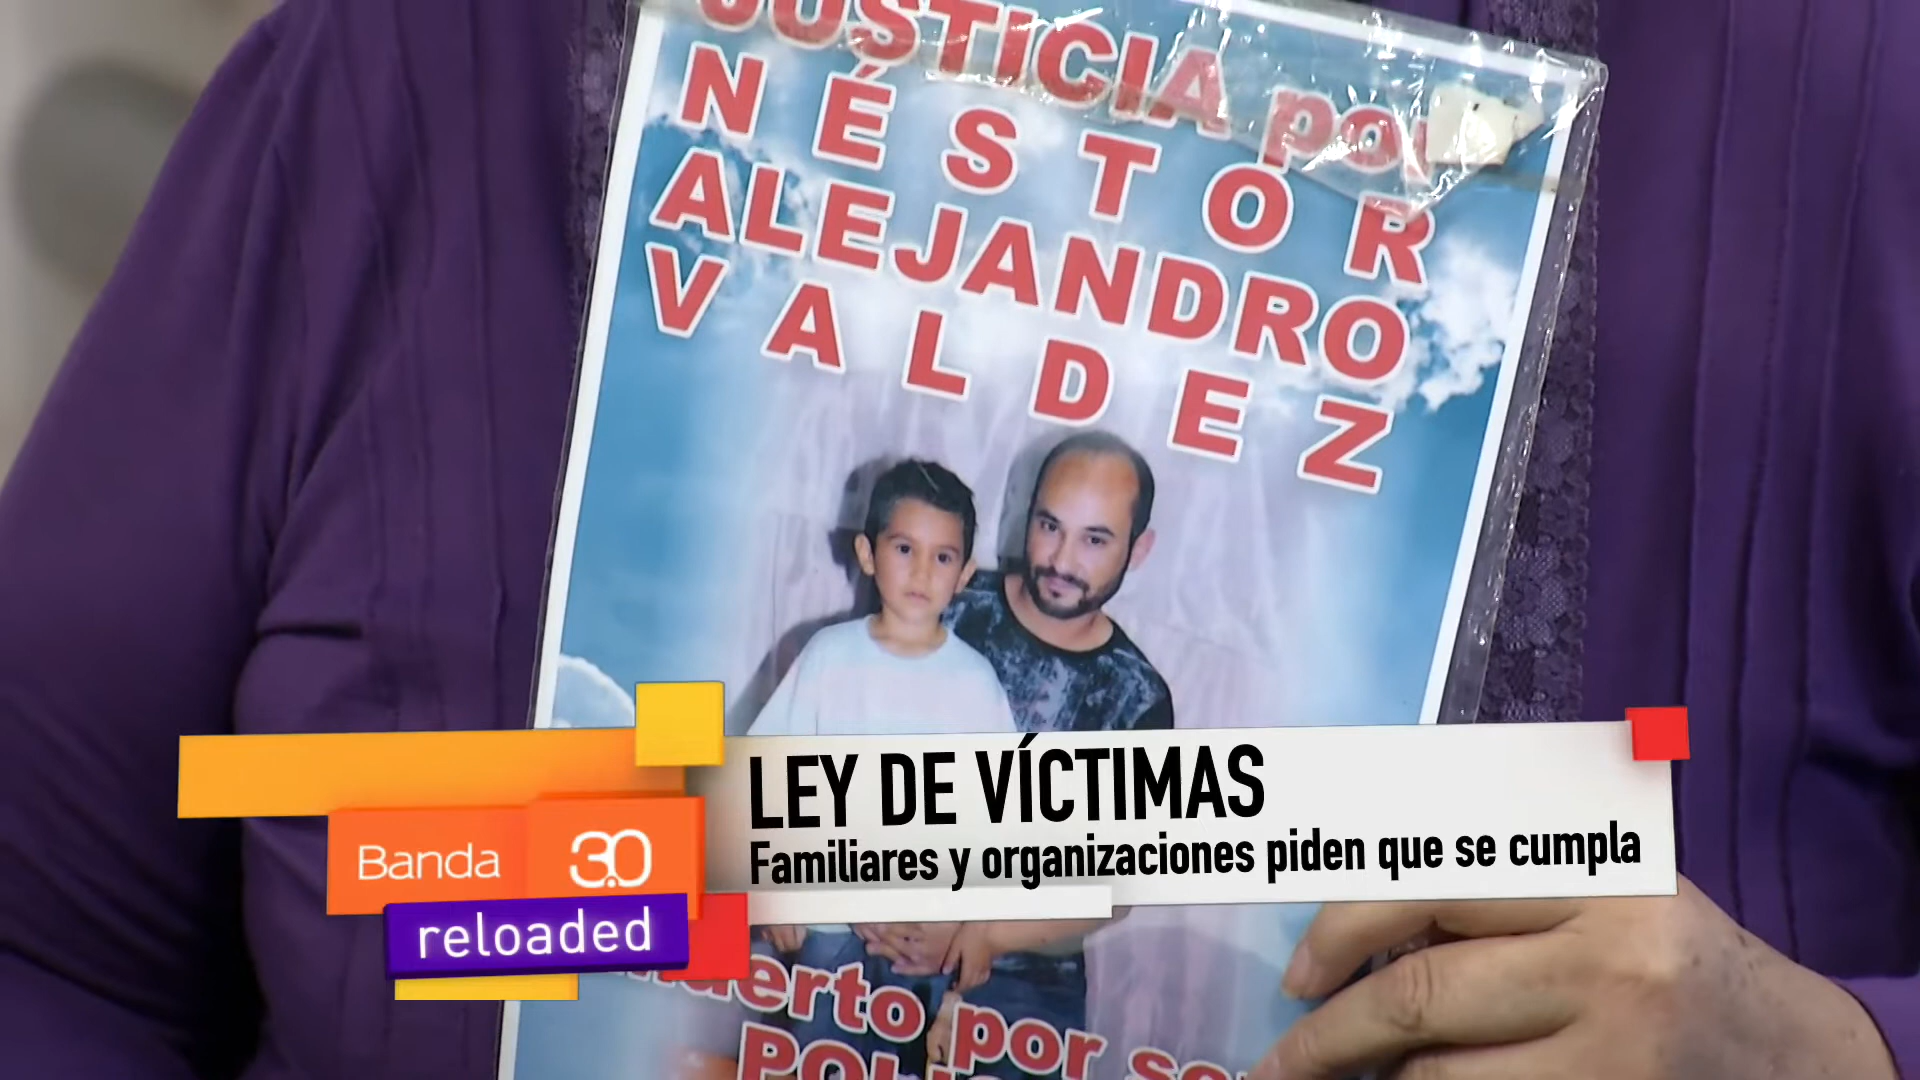 JUSTICIA por
NÉSTOR
ALEJANDRO
VALDEZ
LEY DE VÍCTIMAS
Familiares y organizaciones piden que se cumpla
Banda 3.0
reloaded
por